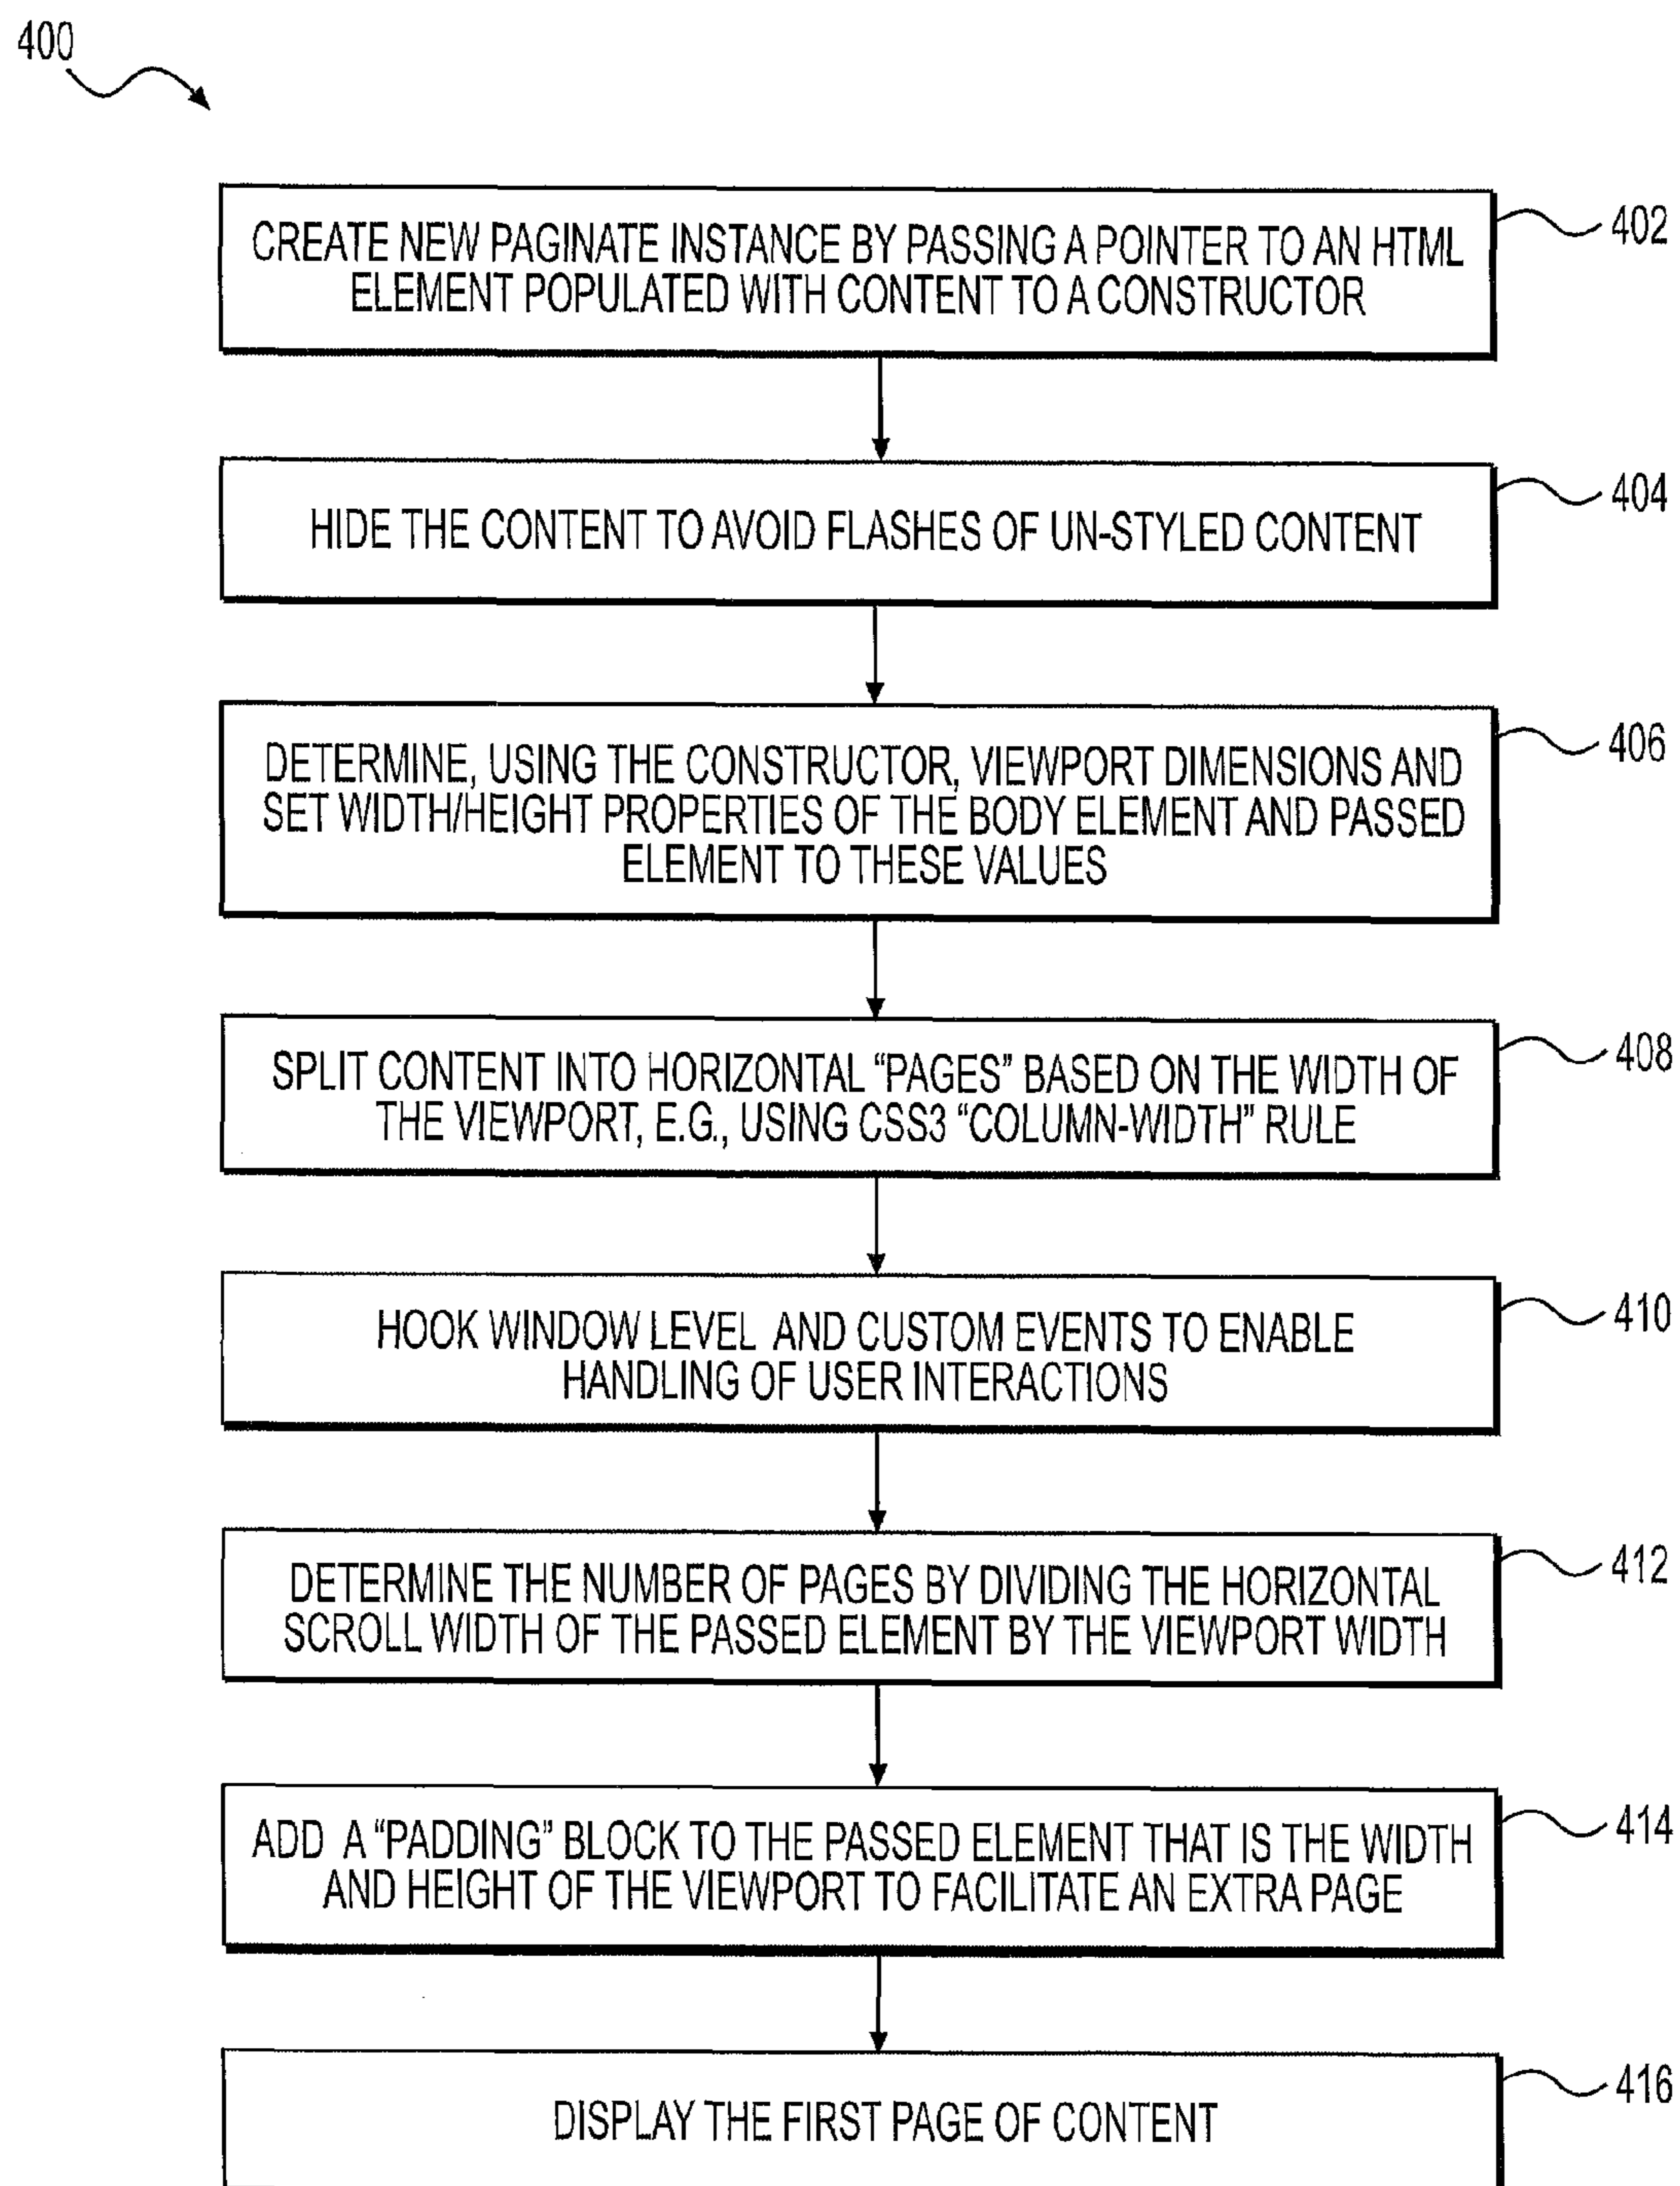 400
CREATE NEW PAGINATE INSTANCE BY PASSING A POINTER TO AN HTML
ELEMENT POPULATED WITH CONTENT TO A CONSTRUCTOR
402
HIDE THE CONTENT TO AVOID FLASHES OF UN-STYLED CONTENT
404
DETERMINE, USING THE CONSTRUCTOR, VIEWPORT DIMENSIONS AND
SET WIDTH/HEIGHT PROPERTIES OF THE BODY ELEMENT AND PASSED
ELEMENT TO THESE VALUES
406
SPLIT CONTENT INTO HORIZONTAL “PAGES” BASED ON THE WIDTH OF
THE VIEWPORT, E.G., USING CSS3 “COLUMN-WIDTH” RULE
408
HOOK WINDOW LEVEL AND CUSTOM EVENTS TO ENABLE
HANDLING OF USER INTERACTIONS
410
DETERMINE THE NUMBER OF PAGES BY DIVIDING THE HORIZONTAL
SCROLL WIDTH OF THE PASSED ELEMENT BY THE VIEWPORT WIDTH
412
ADD A “PADDING” BLOCK TO THE PASSED ELEMENT THAT IS THE WIDTH
AND HEIGHT OF THE VIEWPORT TO FACILITATE AN EXTRA PAGE
414
DISPLAY THE FIRST PAGE OF CONTENT
416